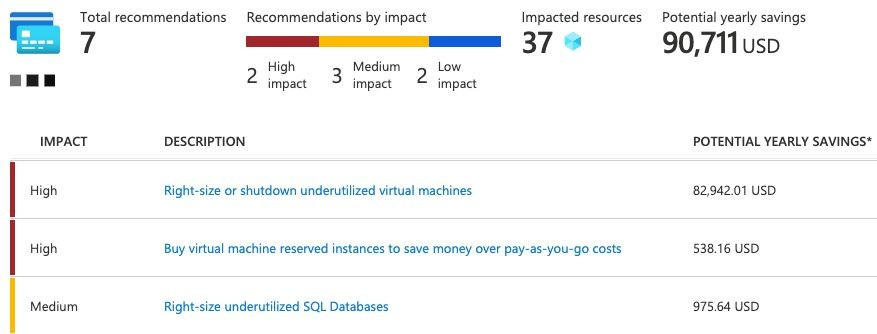 Total recommendations
7
Recommendations by impact
2 High impact
3 Medium impact
2 Low impact
Impacted resources
37
Potential yearly savings
90,711 USD
IMPACT DESCRIPTION POTENTIAL YEARLY SAVINGS*
High Right-size or shutdown underutilized virtual machines 82,942.01 USD
High Buy virtual machine reserved instances to save money over pay-as-you-go costs 538.16 USD
Medium Right-size underutilized SQL Databases 975.64 USD